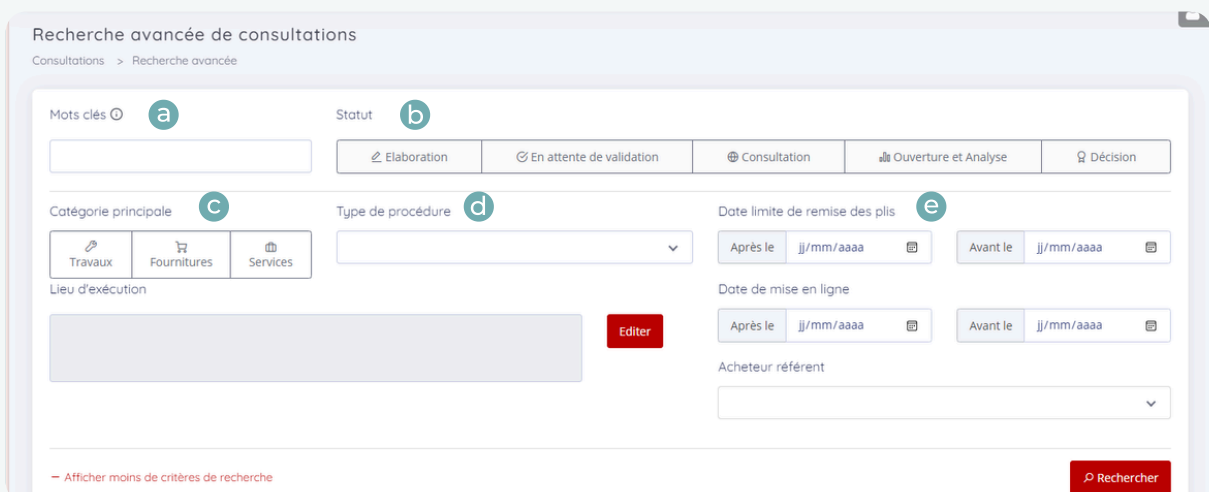 Recherche avancée de consultations
Consultations > Recherche avancée
Mots clés a
Statut b
Elaboration En attente de validation Consultation Ouverture et Analyse Décision
Catégorie principale c
Type de procédure d
Date limite de remise des plis e
Travaux Fournitures Services
Après le jj/mm/aaaa Avant le jj/mm/aaaa
Lieu d'exécution
Date de mise en ligne
Editer
Après le jj/mm/aaaa Avant le jj/mm/aaaa
Acheteur référent
− Afficher moins de critères de recherche
Rechercher